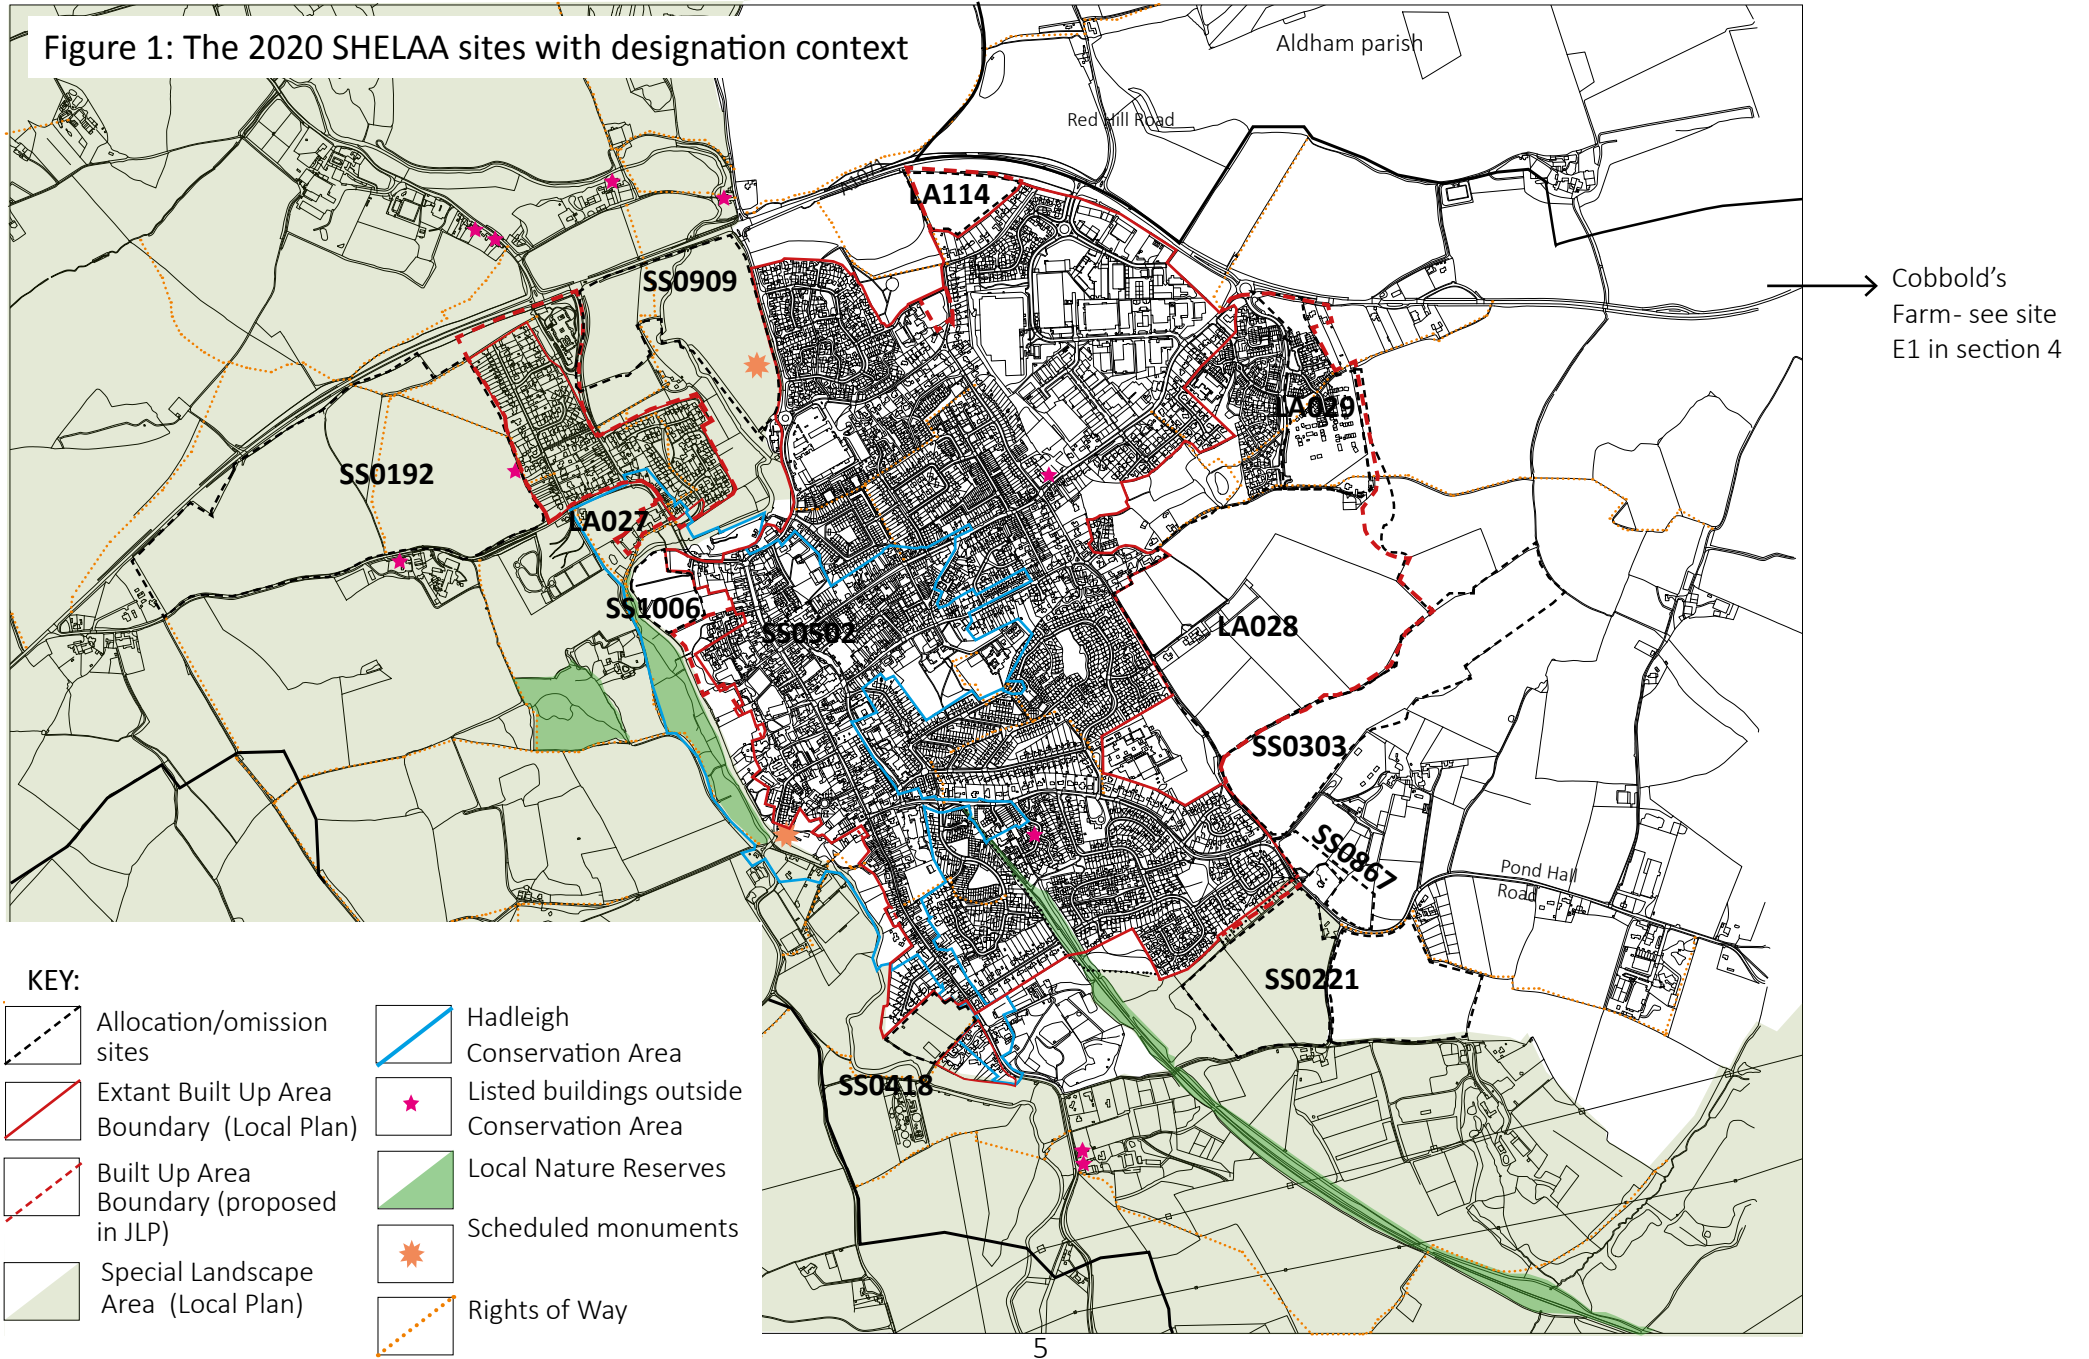 Figure 1: The 2020 SHELAA sites with designation context
Aldham parish
Red Hill Road
LA114
SS0909
Cobbold's
Farm- see site
E1 in section 4
LA029
SS0192
LA027
SS1006
SS0502
LA028
SS0303
SS0867
Pond Hall
Road
SS0221
SS0418
KEY:
Allocation/omission
sites
Extant Built Up Area
Boundary (Local Plan)
Built Up Area
Boundary (proposed
in JLP)
Special Landscape
Area (Local Plan)
Hadleigh
Conservation Area
Listed buildings outside
Conservation Area
Local Nature Reserves
Scheduled monuments
Rights of Way
5